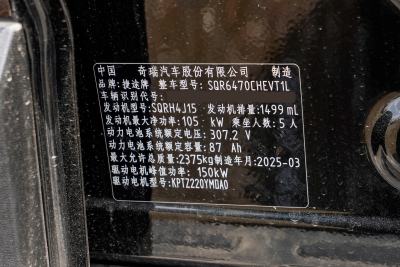 中国 奇瑞汽车股份有限公司 制造
品牌：捷途牌 整车型号：SQR6470CHEVT1L
车辆识别代号：
发动机型号：SQRH4J15 发动机排量：1499 mL
发动机最大净功率：105 kW 乘坐人数：5 人
动力电池系统额定电压：307.2 V
动力电池系统额定容量：87 Ah
最大允许总质量：2375kg 制造年月：2025-03
驱动电机峰值功率：150kW
驱动电机型号：KPTZ220YMDA0